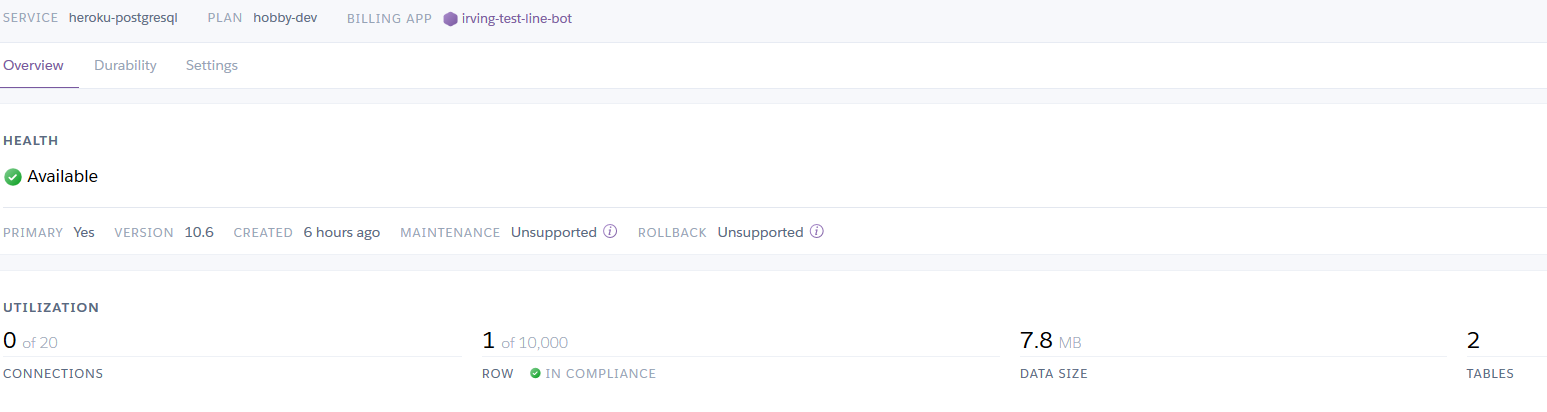 SERVICE heroku-postgresql PLAN hobby-dev BILLING APP irving-test-line-bot
Overview Durability Settings
HEALTH
Available
PRIMARY Yes VERSION 10.6 CREATED 6 hours ago MAINTENANCE Unsupported ROLLBACK Unsupported
UTILIZATION
0 of 20 1 of 10,000 7.8 MB 2
CONNECTIONS ROW IN COMPLIANCE DATA SIZE TABLES